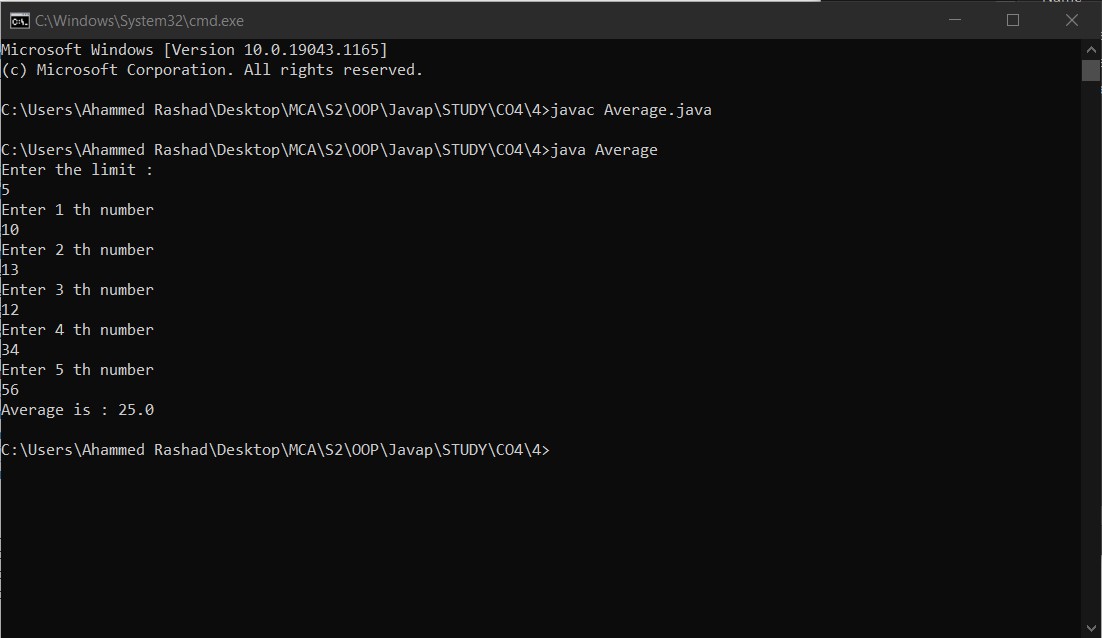 C:\Windows\System32\cmd.exe
Microsoft Windows [Version 10.0.19043.1165]
(c) Microsoft Corporation. All rights reserved.
C:\Users\Ahammed Rashad\Desktop\MCA\S2\OOP\Javap\STUDY\CO4\4>javac Average.java
C:\Users\Ahammed Rashad\Desktop\MCA\S2\OOP\Javap\STUDY\CO4\4>java Average
Enter the limit :
5
Enter 1 th number
10
Enter 2 th number
13
Enter 3 th number
12
Enter 4 th number
34
Enter 5 th number
56
Average is : 25.0
C:\Users\Ahammed Rashad\Desktop\MCA\S2\OOP\Javap\STUDY\CO4\4>